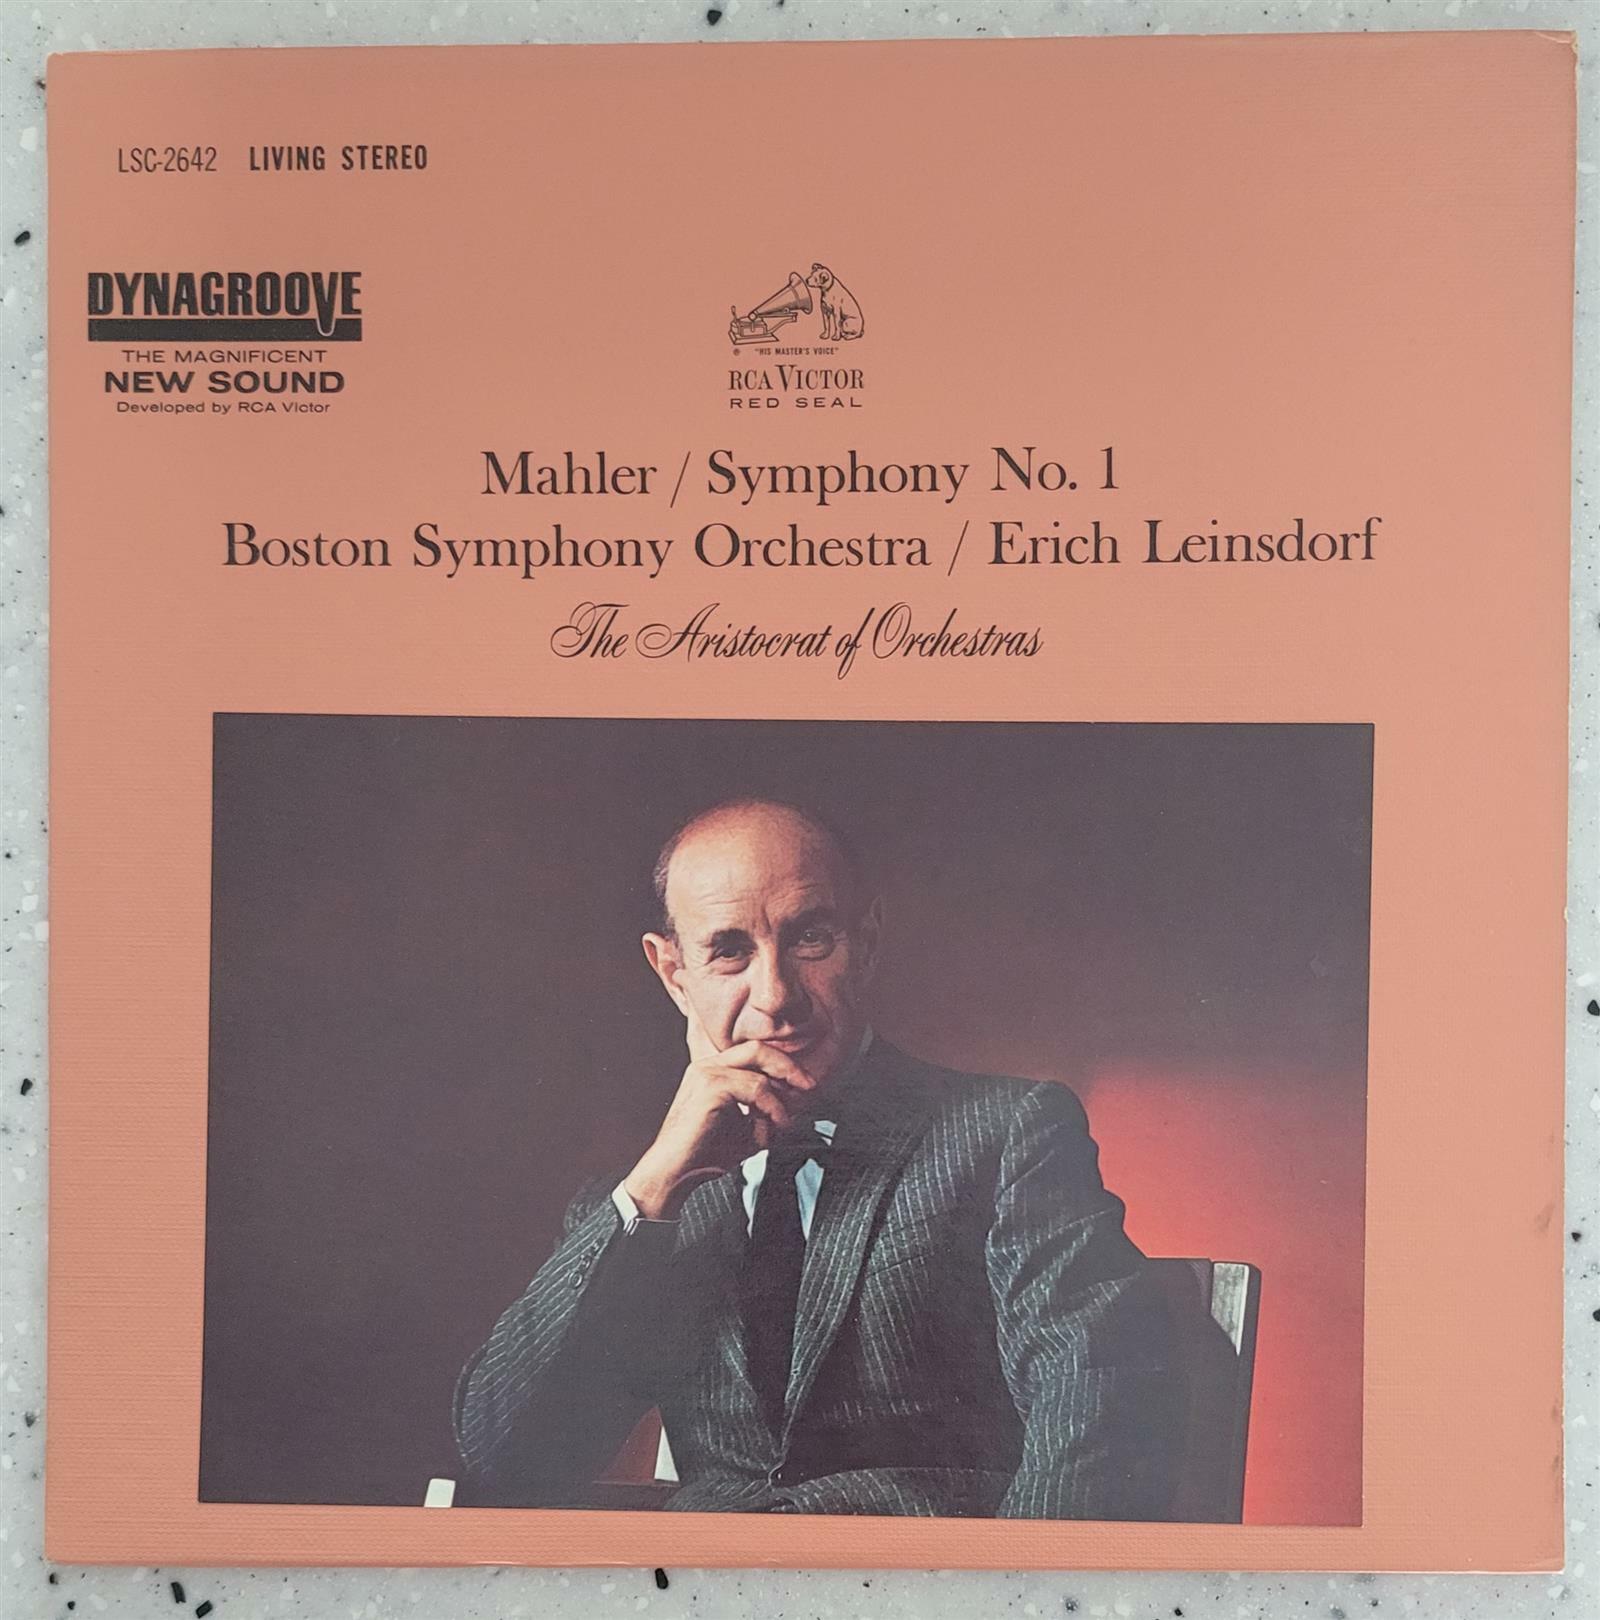 LSC-2642 LIVING STEREO
DYNAGROOVE
THE MAGNIFICENT
NEW SOUND
Developed by RCA Victor
® "HIS MASTER'S VOICE"
RCA VICTOR
RED SEAL
Mahler / Symphony No. 1
Boston Symphony Orchestra / Erich Leinsdorf
The Aristocrat of Orchestras